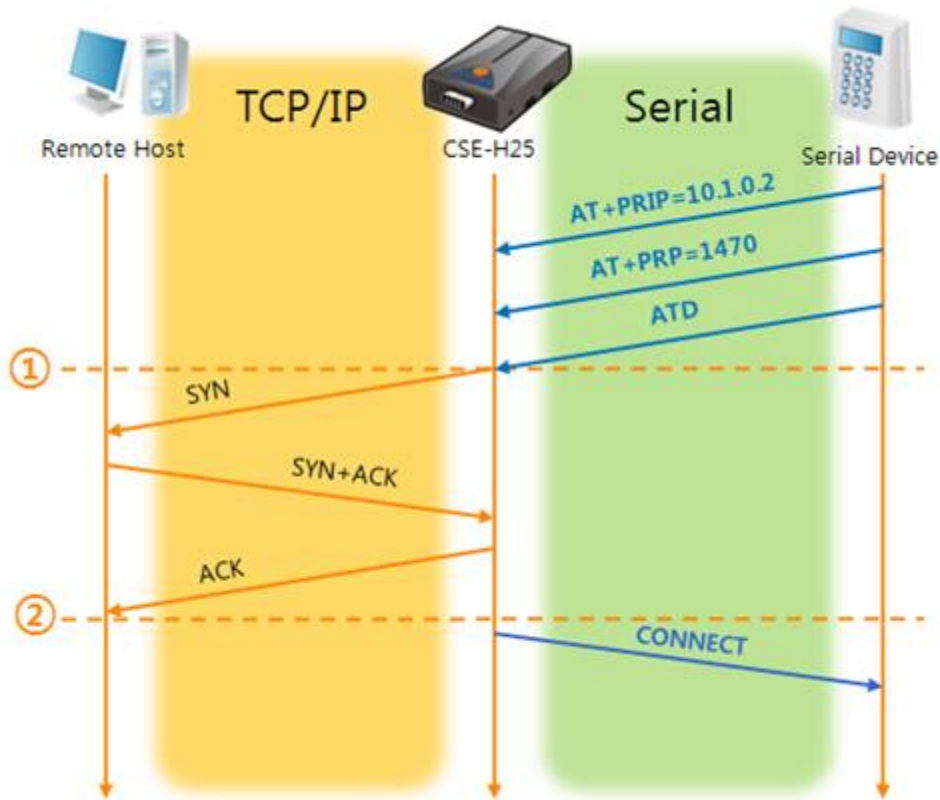 TCP/IP
Serial
Remote Host
CSE-H25
Serial Device
AT+PRIP=10.1.0.2
AT+PRP=1470
ATD
①
SYN
SYN+ACK
ACK
②
CONNECT